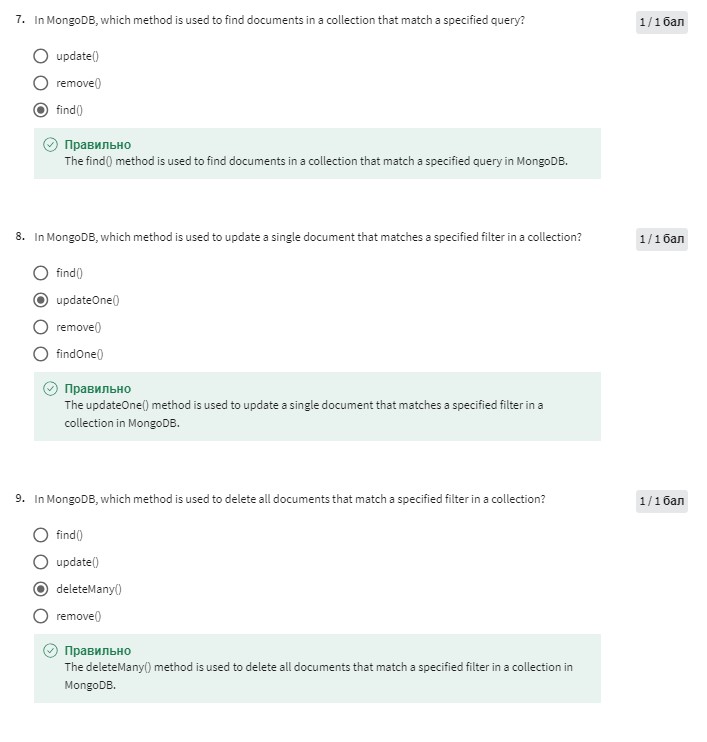 7. In MongoDB, which method is used to find documents in a collection that match a specified query?
1 / 1 бал
update()
remove()
find()
Правильно
The find() method is used to find documents in a collection that match a specified query in MongoDB.
8. In MongoDB, which method is used to update a single document that matches a specified filter in a collection?
1 / 1 бал
find()
updateOne()
remove()
findOne()
Правильно
The updateOne() method is used to update a single document that matches a specified filter in a
collection in MongoDB.
9. In MongoDB, which method is used to delete all documents that match a specified filter in a collection?
1 / 1 бал
find()
update()
deleteMany()
remove()
Правильно
The deleteMany() method is used to delete all documents that match a specified filter in a collection in
MongoDB.